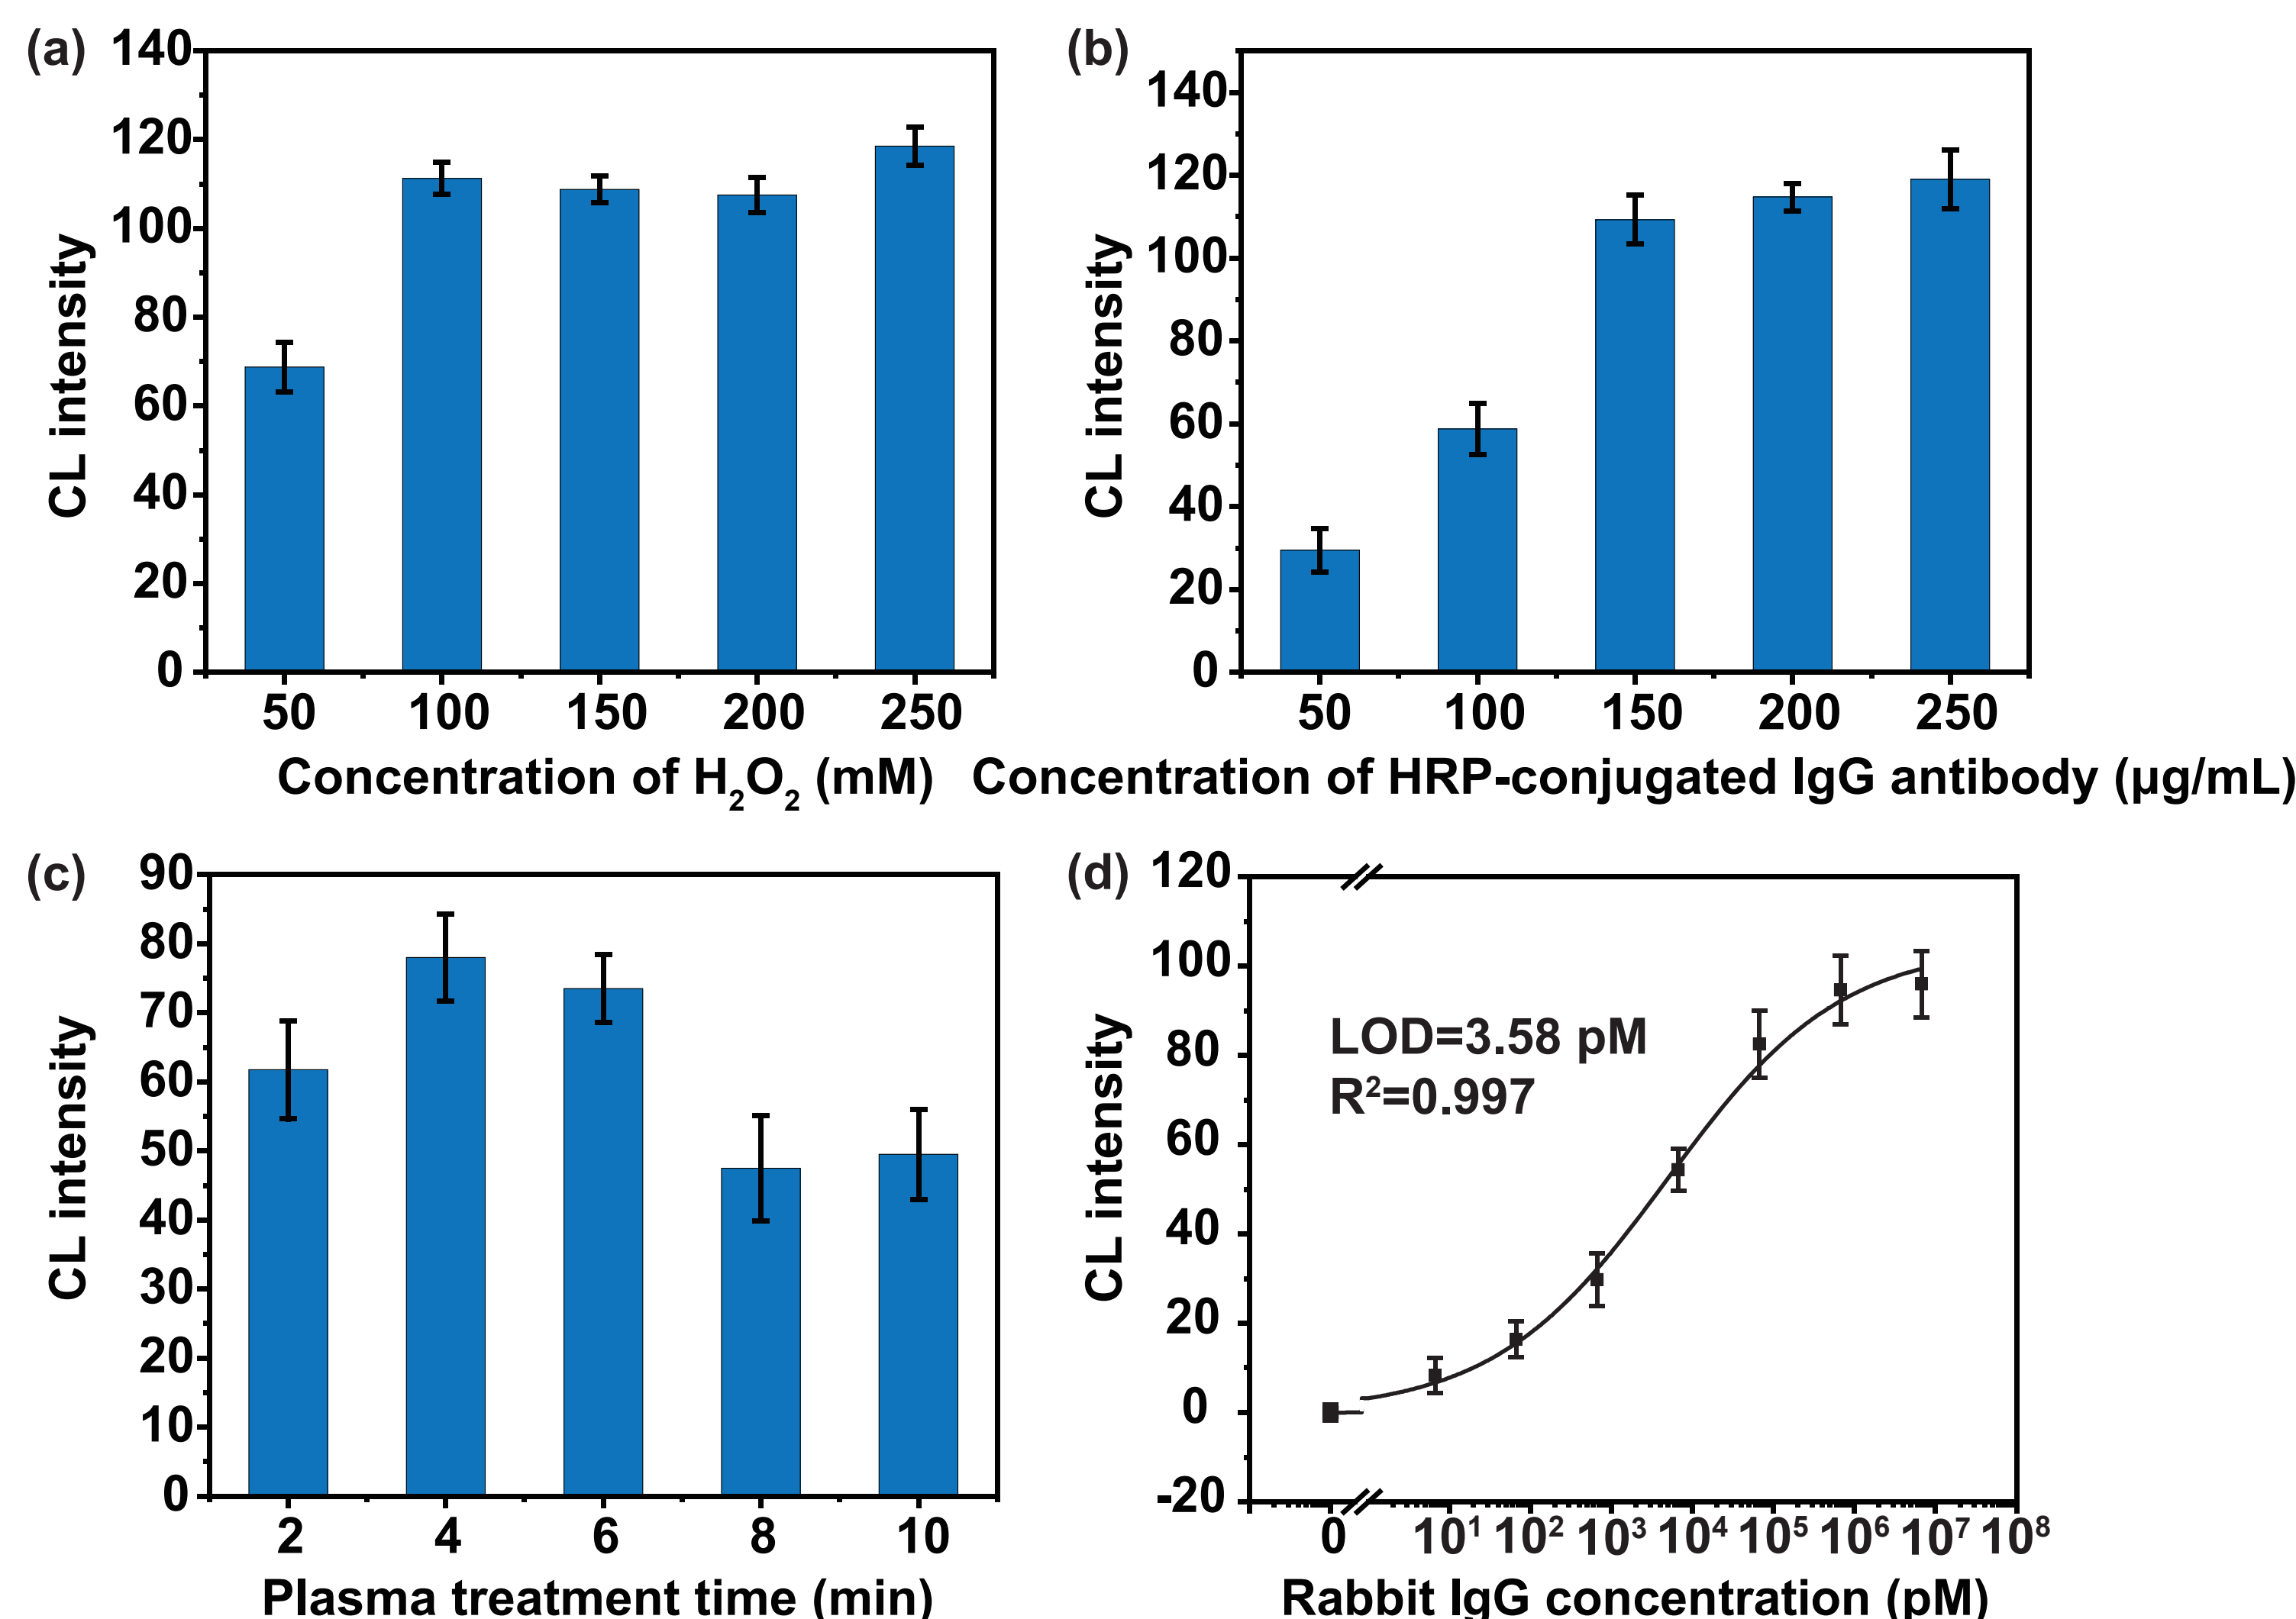 (a)
140
120
100
80
60
40
20
0
CL intensity
50 100 150 200 250
Concentration of H₂O₂ (mM)
(b)
140
120
100
80
60
40
20
0
CL intensity
50 100 150 200 250
Concentration of HRP-conjugated IgG antibody (μg/mL)
(c)
90
80
70
60
50
40
30
20
10
0
CL intensity
2 4 6 8 10
Plasma treatment time (min)
(d)
120
100
80
60
40
20
0
-20
CL intensity
LOD=3.58 pM
R²=0.997
0 10¹ 10² 10³ 10⁴ 10⁵ 10⁶ 10⁷ 10⁸
Rabbit IgG concentration (pM)